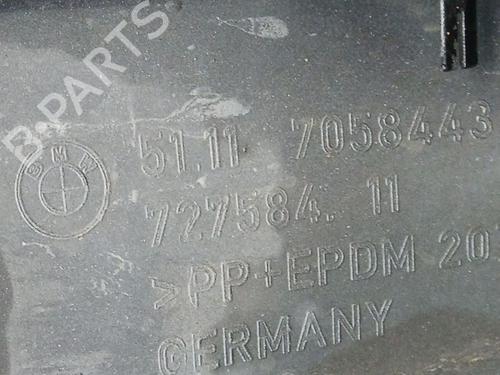 B-PARTS
BMW
51.11 7058443
727584. 11
>PP+EPDM 20
GERMANY